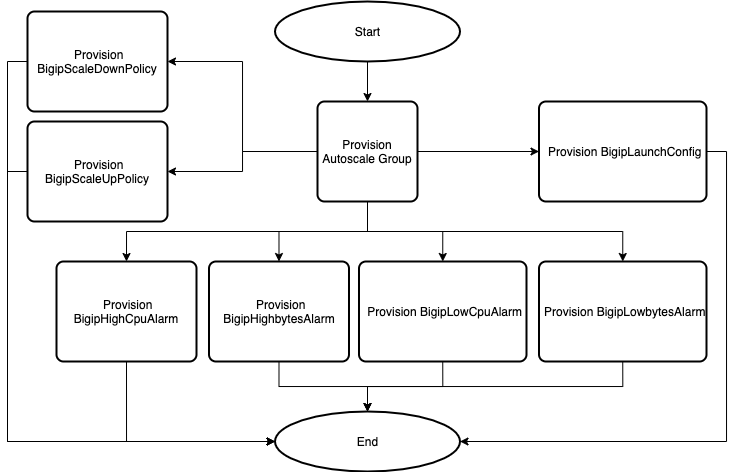 Start
Provision
BigipScaleDownPolicy
Provision
BigipScaleUpPolicy
Provision
Autoscale Group
Provision BigipLaunchConfig
Provision
BigipHighCpuAlarm
Provision
BigipHighbytesAlarm
Provision BigipLowCpuAlarm
Provision BigipLowbytesAlarm
End